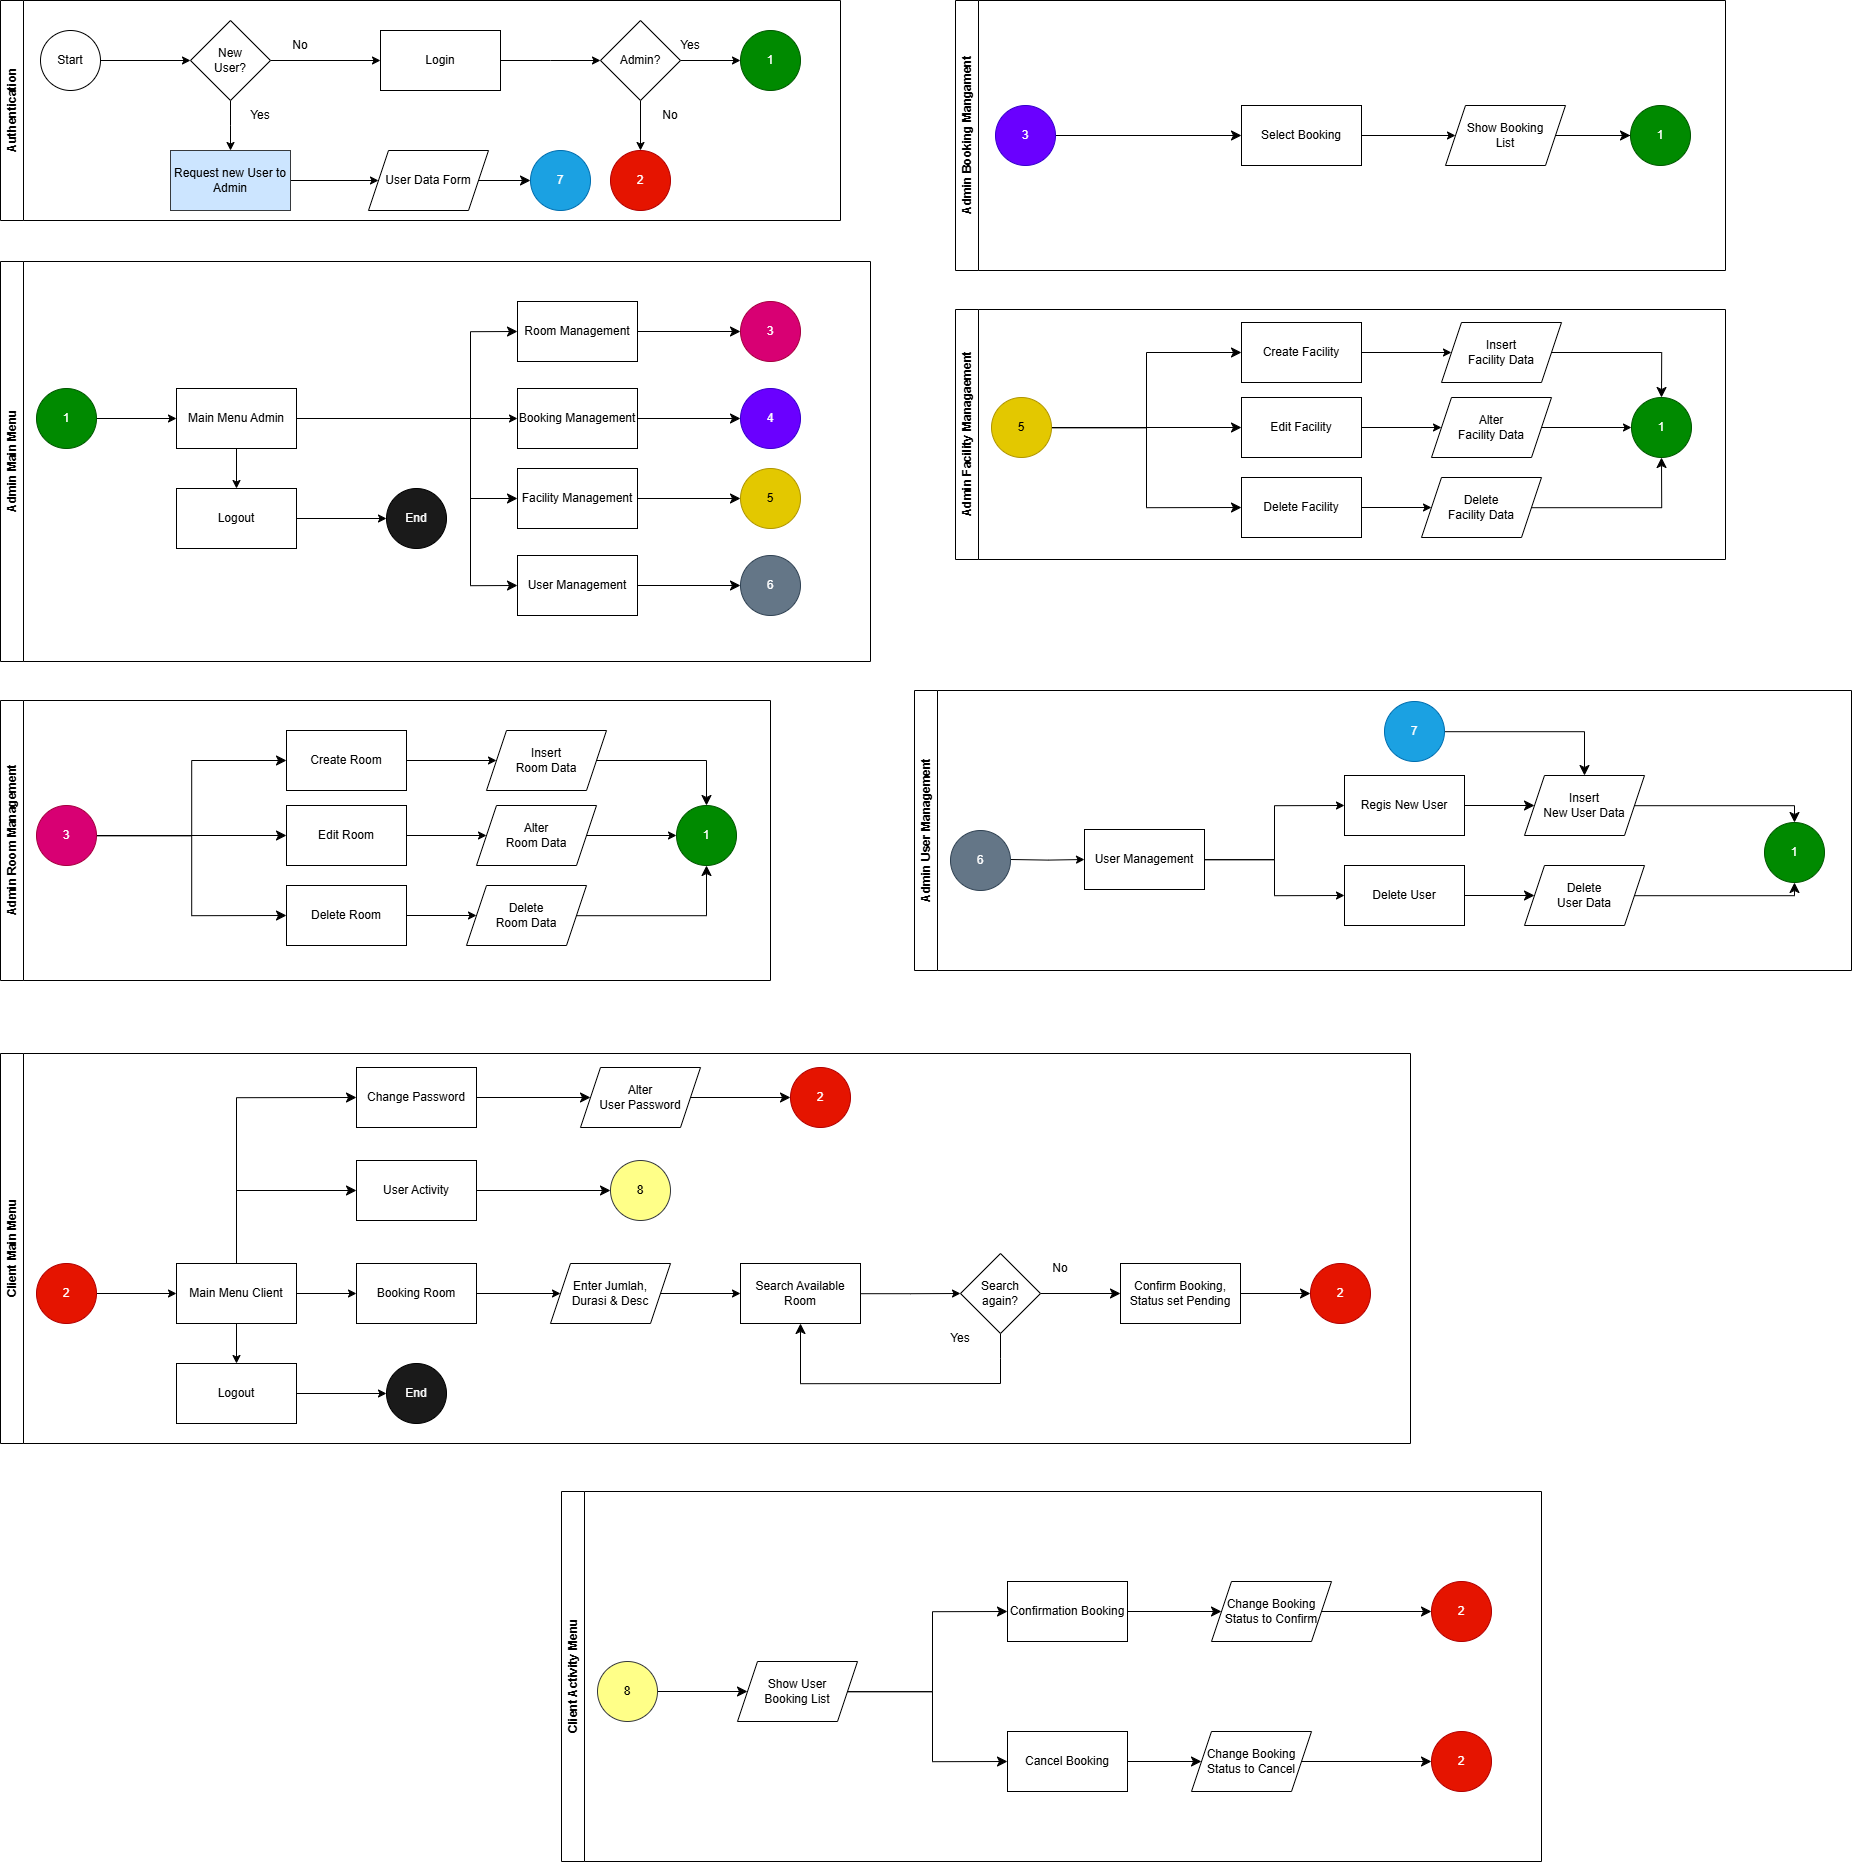 Authentication
Start
New
User?
No
Login
Admin?
Yes
1
Yes
No
Request new User to
Admin
User Data Form
7
2
Admin Booking Mangament
3
Select Booking
Show Booking
List
1
Admin Main Menu
1
Main Menu Admin
Logout
End
Room Management
3
Booking Management
4
Facility Management
5
User Management
6
Admin Facility Managaement
5
Create Facility
Insert
Facility Data
Edit Facility
Alter
Facility Data
1
Delete Facility
Delete
Facility Data
Admin Room Management
3
Create Room
Insert
Room Data
Edit Room
Alter
Room Data
1
Delete Room
Delete
Room Data
Admin User Management
7
6
User Management
Regis New User
Insert
New User Data
1
Delete User
Delete
User Data
Client Main Menu
Change Password
Alter
User Password
2
User Activity
8
2
Main Menu Client
Booking Room
Enter Jumlah,
Durasi & Desc
Search Available
Room
Search
again?
No
Yes
Confirm Booking,
Status set Pending
2
Logout
End
Client Activity Menu
8
Show User
Booking List
Confirmation Booking
Change Booking
Status to Confirm
2
Cancel Booking
Change Booking
Status to Cancel
2